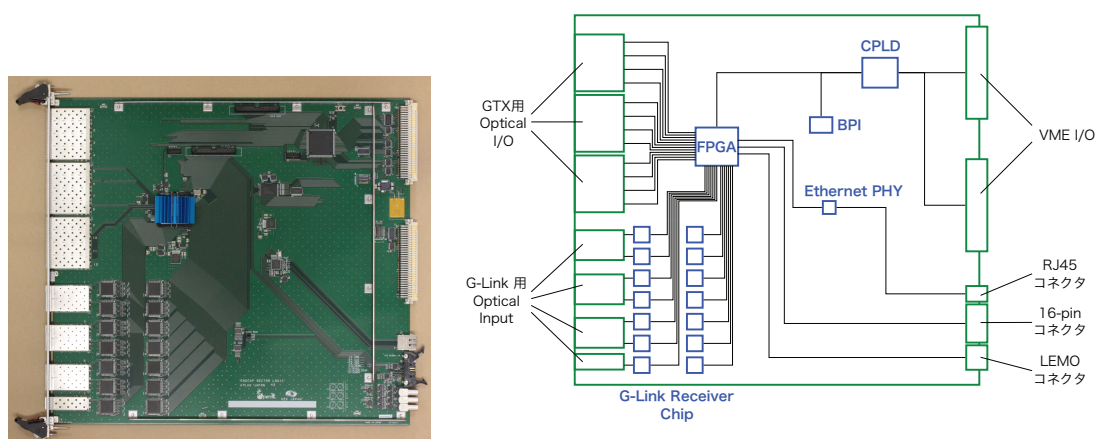 GTX用
Optical
I/O
G-Link 用
Optical
Input
CPLD
BPI
FPGA
Ethernet PHY
VME I/O
RJ45
コネクタ
16-pin
コネクタ
LEMO
コネクタ
G-Link Receiver
Chip